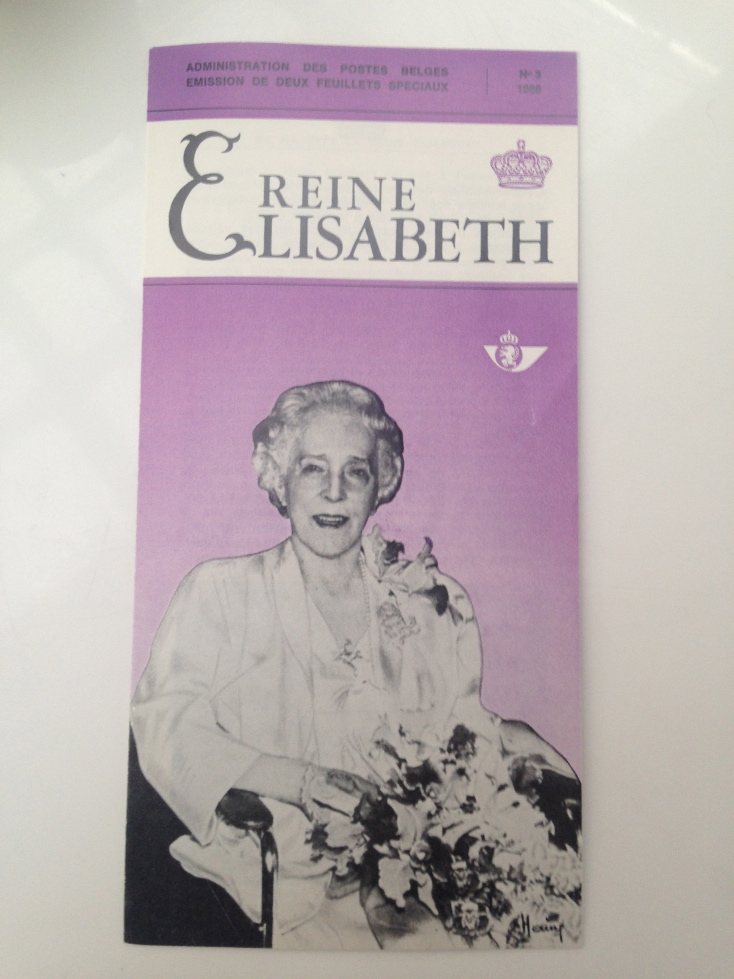 ADMINISTRATION DES POSTES BELGES
EMISSION DE DEUX FEUILLETS SPECIAUX
N° 3
REINE
ELISABETH